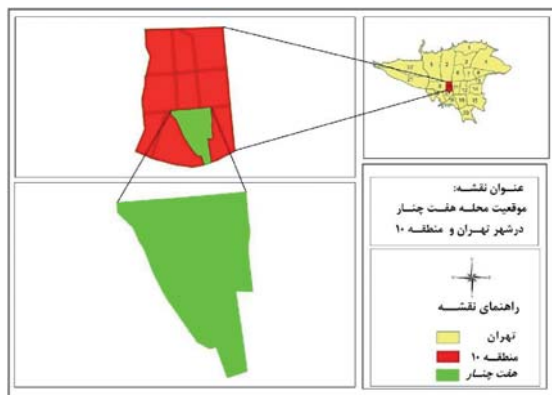 عنوان نقشه:
موقعیت محله هفت چنار
درشهر تهران و منطقه ۱۰
راهنمای نقشه
تهران
منطقه ۱۰
هفت چنار